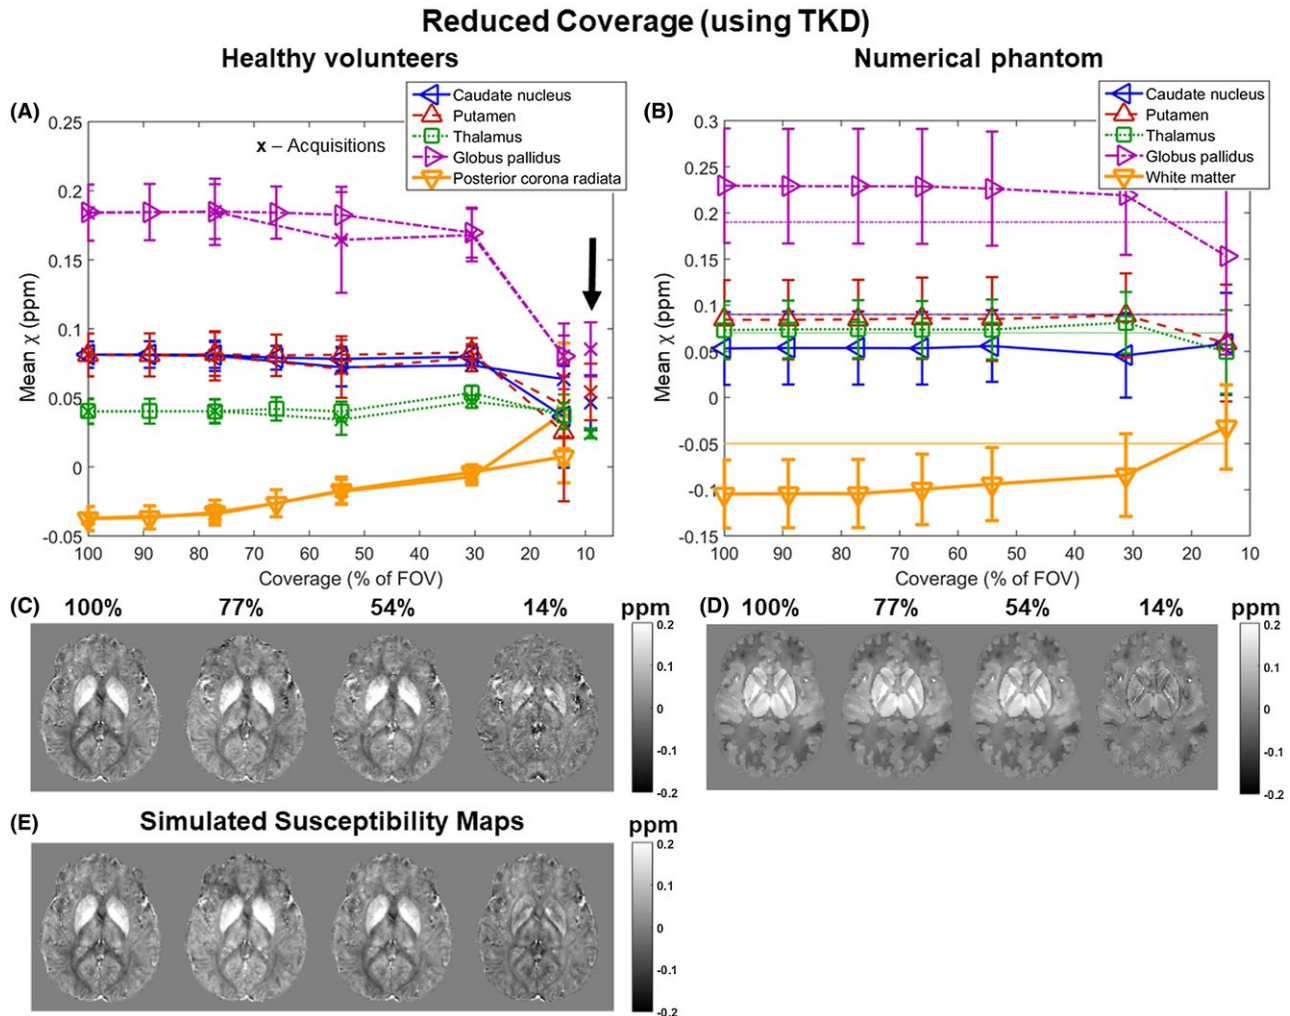 Reduced Coverage (using TKD)
Healthy volunteers
Numerical phantom
(A)
Caudate nucleus
Putamen
Thalamus
Globus pallidus
Posterior corona radiata
x – Acquisitions
Mean χ (ppm)
0.25
0.2
0.15
0.1
0.05
0
-0.05
100 90 80 70 60 50 40 30 20 10
Coverage (% of FOV)
(B)
Caudate nucleus
Putamen
Thalamus
Globus pallidus
White matter
Mean χ (ppm)
0.3
0.25
0.2
0.15
0.1
0.05
0
-0.05
-0.1
-0.15
100 90 80 70 60 50 40 30 20 10
Coverage (% of FOV)
(C)
100% 77% 54% 14% ppm
0.2
0.1
0
-0.1
-0.2
(D)
100% 77% 54% 14% ppm
0.2
0.1
0
-0.1
-0.2
(E)
Simulated Susceptibility Maps
ppm
0.2
0.1
0
-0.1
-0.2